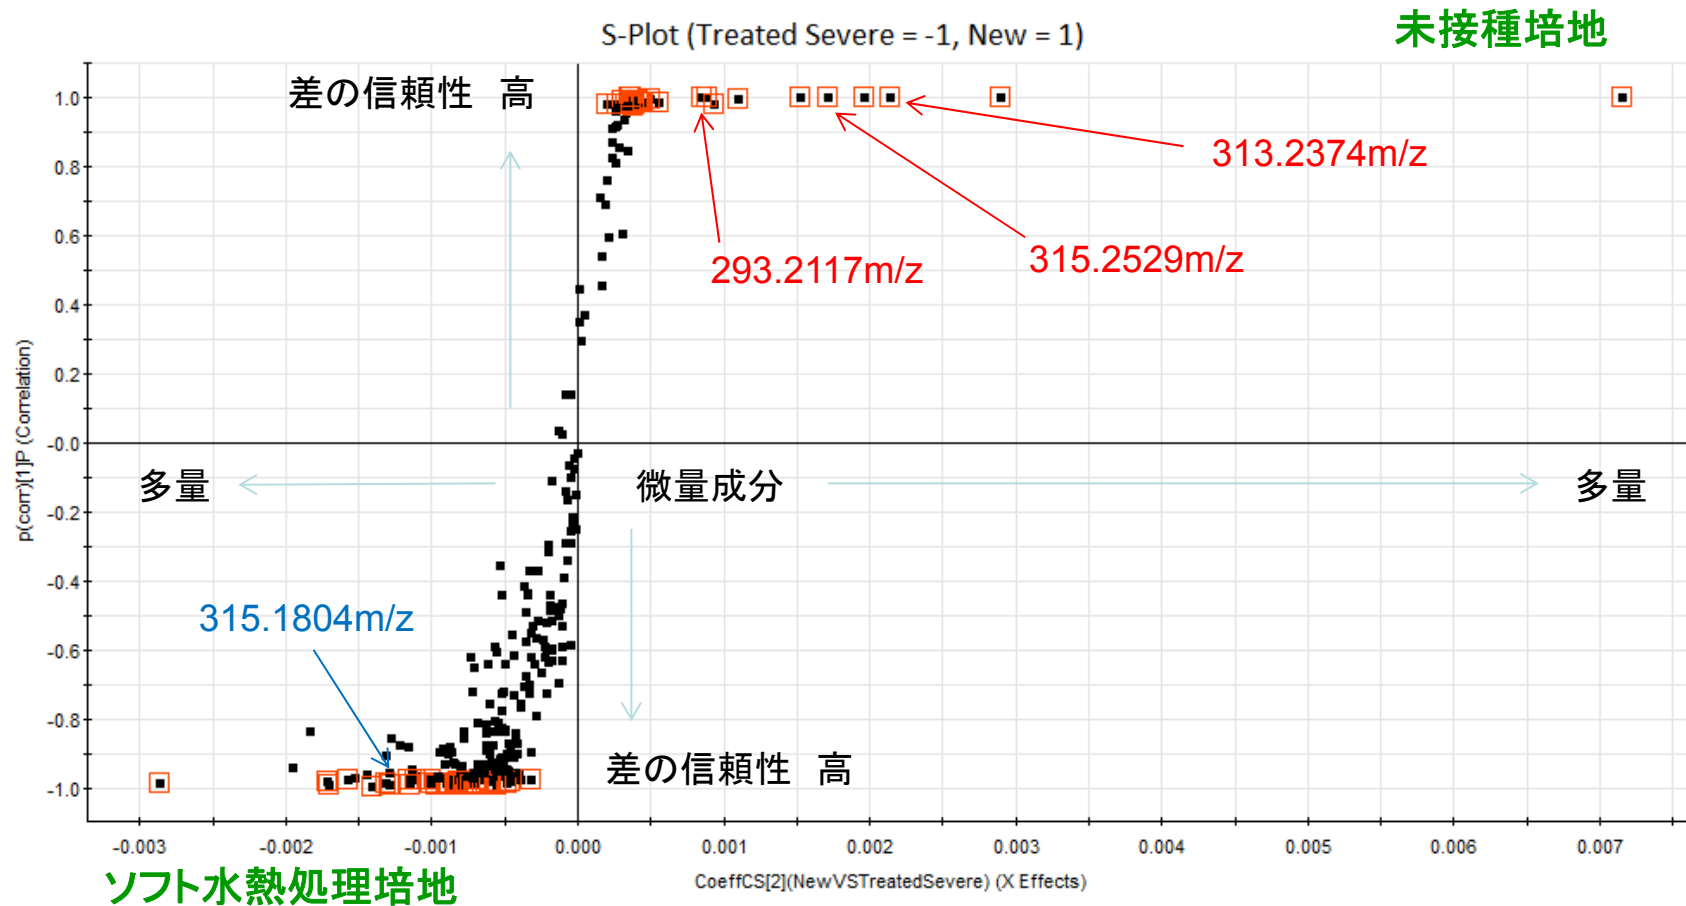 S-Plot (Treated Severe = -1, New = 1)
未接種培地
差の信頼性 高
1.0
0.8
0.6
0.4
0.2
-0.0
-0.2
-0.4
-0.6
-0.8
-1.0
p(corr)[1]P (Correlation)
313.2374m/z
315.2529m/z
293.2117m/z
多量
微量成分
多量
315.1804m/z
差の信頼性 高
-0.003
-0.002
-0.001
0.000
0.001
0.002
0.003
0.004
0.005
0.006
0.007
CoeffCS[2](NewVSTreatedSevere) (X Effects)
ソフト水熱処理培地